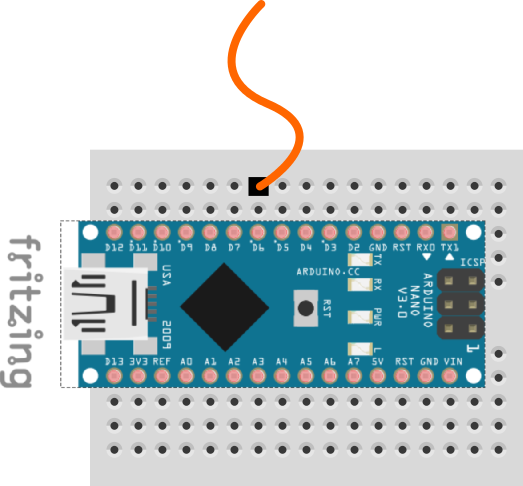 D12 D11 D10 D9 D8 D7 D6 D5 D4 D3 D2 GND RST RX0 TX1
TX
RX
PWR
L
ARDUINO.CC
RST
USA
2009
ARDUINO
NANO
V3.0
ICSP
1
D13 3V3 REF A0 A1 A2 A3 A4 A5 A6 A7 5V RST GND VIN
fritzing